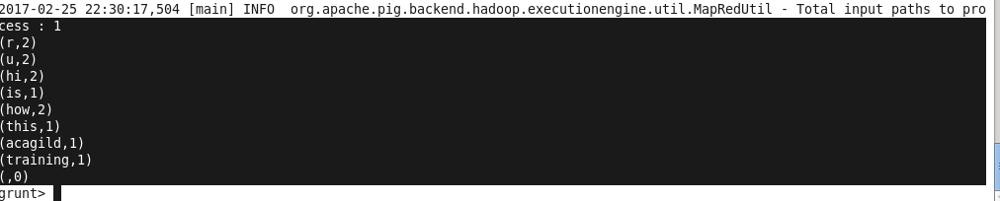 2017-02-25 22:30:17,504 [main] INFO  org.apache.pig.backend.hadoop.executionengine.util.MapRedUtil - Total input paths to pro
cess : 1
(r,2)
(u,2)
(hi,2)
(is,1)
(how,2)
(this,1)
(acagild,1)
(training,1)
(,0)
grunt>